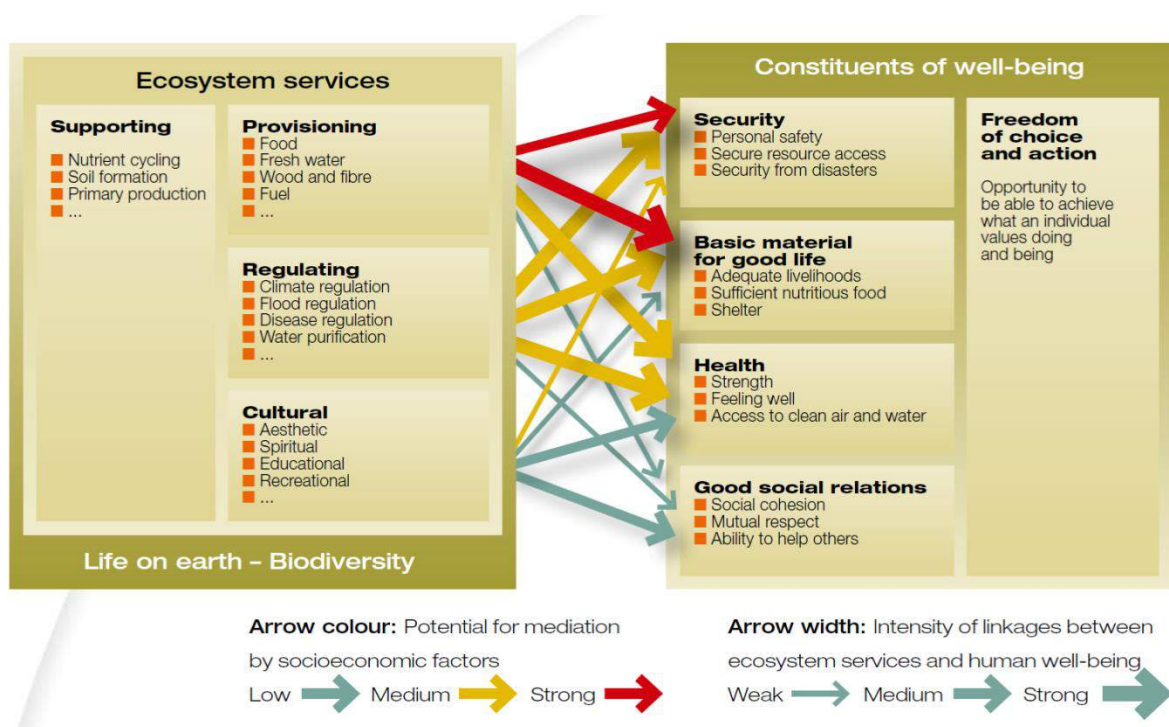 Ecosystem services
Supporting
Nutrient cycling
Soil formation
Primary production
...
Provisioning
Food
Fresh water
Wood and fibre
Fuel
...
Regulating
Climate regulation
Flood regulation
Disease regulation
Water purification
...
Cultural
Aesthetic
Spiritual
Educational
Recreational
...
Life on earth – Biodiversity
Constituents of well-being
Security
Personal safety
Secure resource access
Security from disasters
Basic material
for good life
Adequate livelihoods
Sufficient nutritious food
Shelter
Health
Strength
Feeling well
Access to clean air and water
Good social relations
Social cohesion
Mutual respect
Ability to help others
Freedom
of choice
and action
Opportunity to
be able to achieve
what an individual
values doing
and being
Arrow colour: Potential for mediation
by socioeconomic factors
Low Medium Strong
Arrow width: Intensity of linkages between
ecosystem services and human well-being
Weak Medium Strong